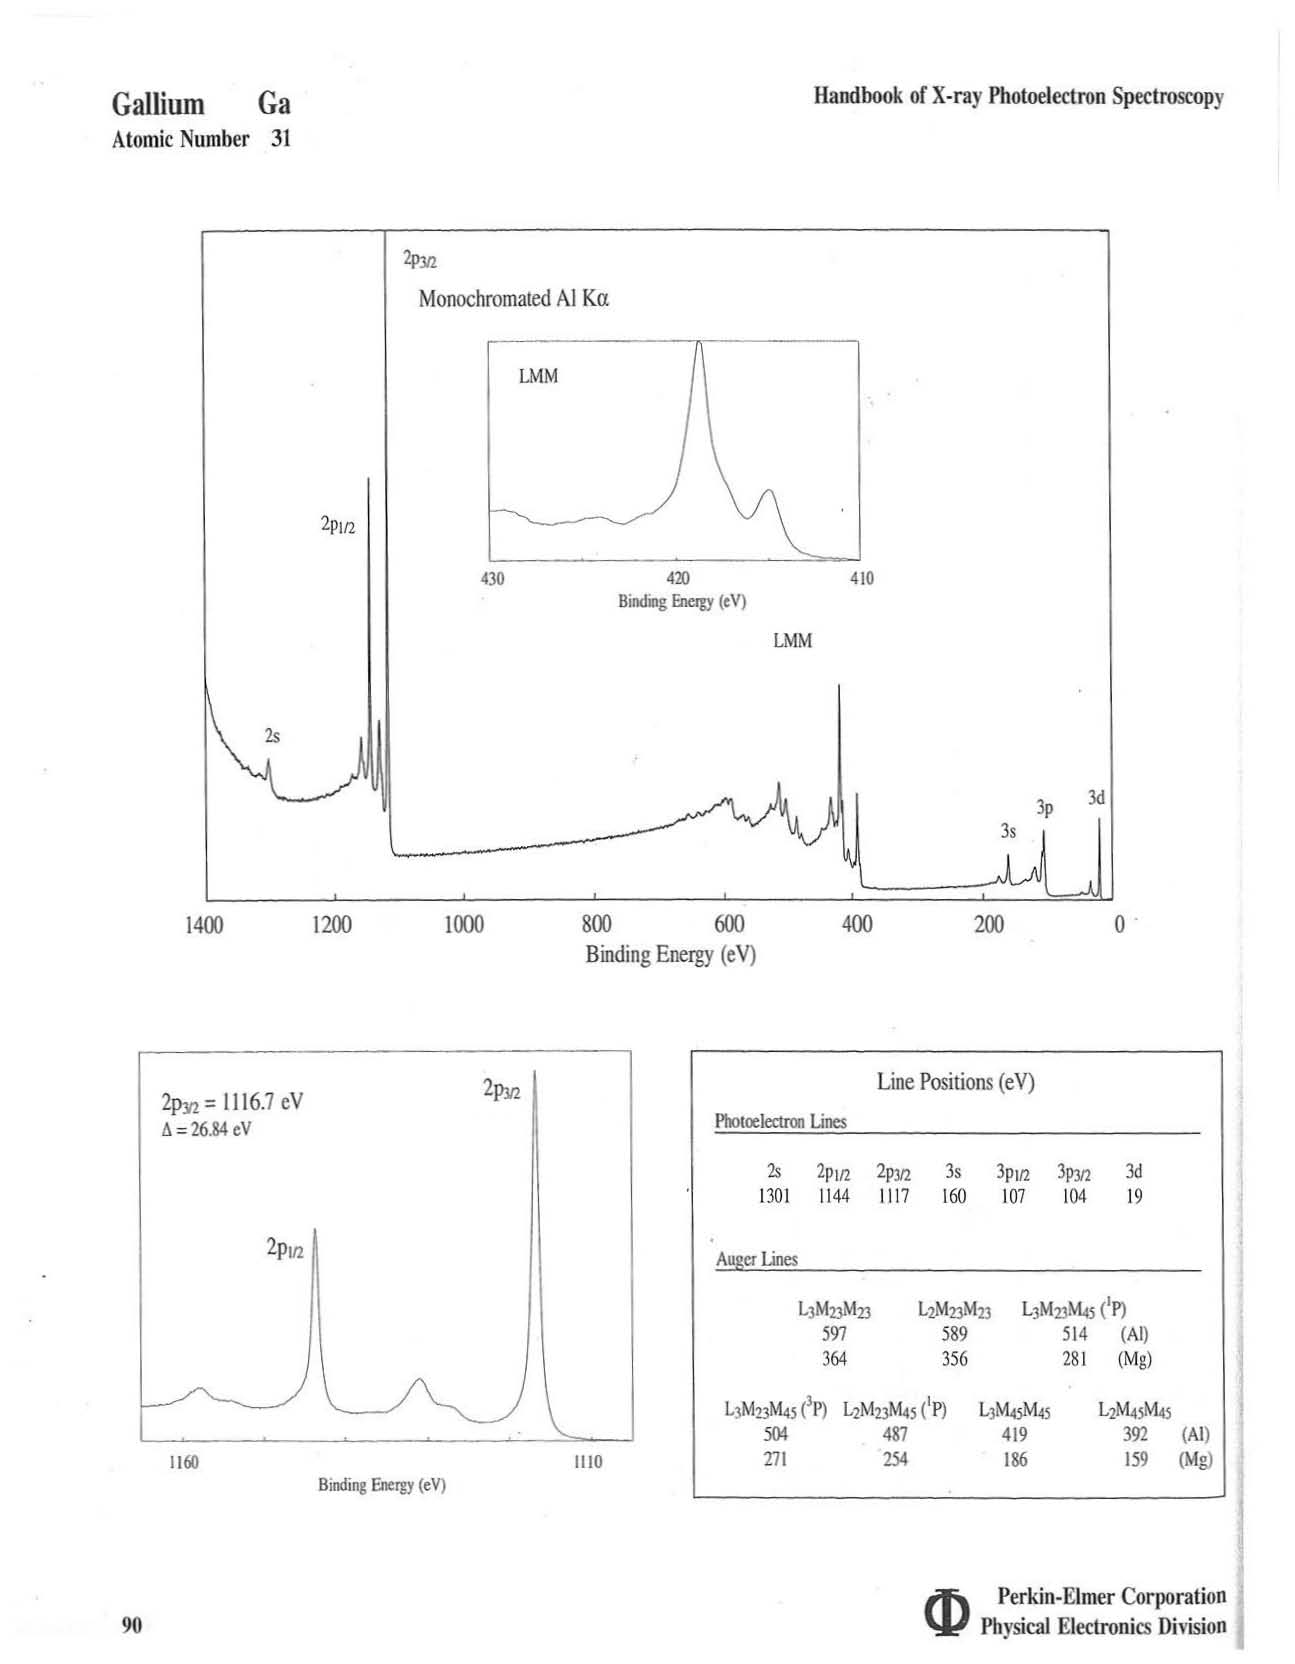 Gallium Ga
Atomic Number 31
Handbook of X-ray Photoelectron Spectroscopy
2p3/2
Monochromated Al Kα
LMM
2p1/2
430 420 410
Binding Energy (eV)
LMM
2s
3s
3p
3d
1400 1200 1000 800 600 400 200 0
Binding Energy (eV)
2p3/2 = 1116.7 eV
Δ = 26.84 eV
2p3/2
2p1/2
1160 1110
Binding Energy (eV)
Line Positions (eV)
Photoelectron Lines
2s 2p1/2 2p3/2 3s 3p1/2 3p3/2 3d
1301 1144 1117 160 107 104 19
Auger Lines
L3M23M23 L2M23M23 L3M23M45 (1P)
597 589 514 (Al)
364 356 281 (Mg)
L3M23M45 (3P) L2M23M45 (1P) L3M45M45 L2M45M45
504 487 419 392 (Al)
271 254 186 159 (Mg)
90
Perkin-Elmer Corporation
Physical Electronics Division